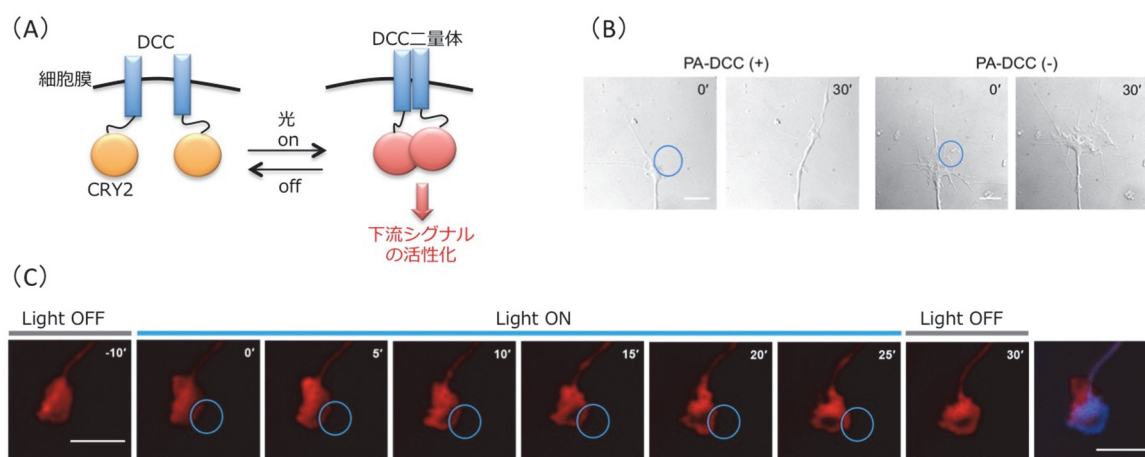 (A)
DCC
DCC二量体
細胞膜
光
on
off
CRY2
下流シグナル
の活性化
(B)
PA-DCC (+)
PA-DCC (-)
0′
30′
0′
30′
(C)
Light OFF
Light ON
Light OFF
-10′
0′
5′
10′
15′
20′
25′
30′